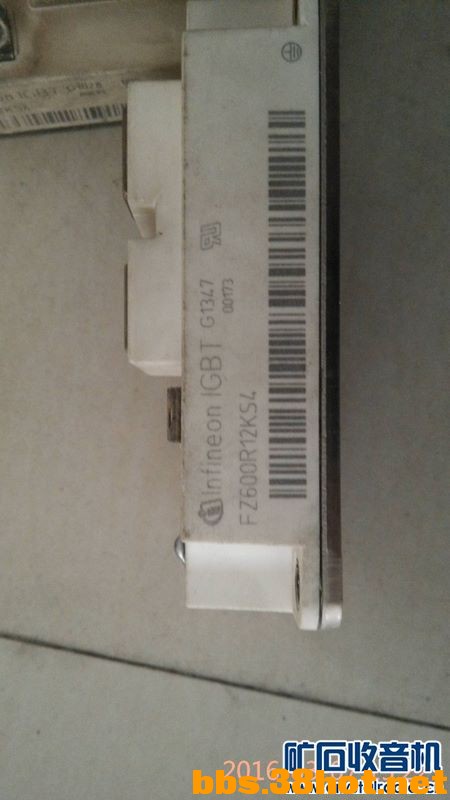 Infineon IGBT G1347
00173
FZ600R12KS4
2016
矿石收音机
bbs.38hot.net